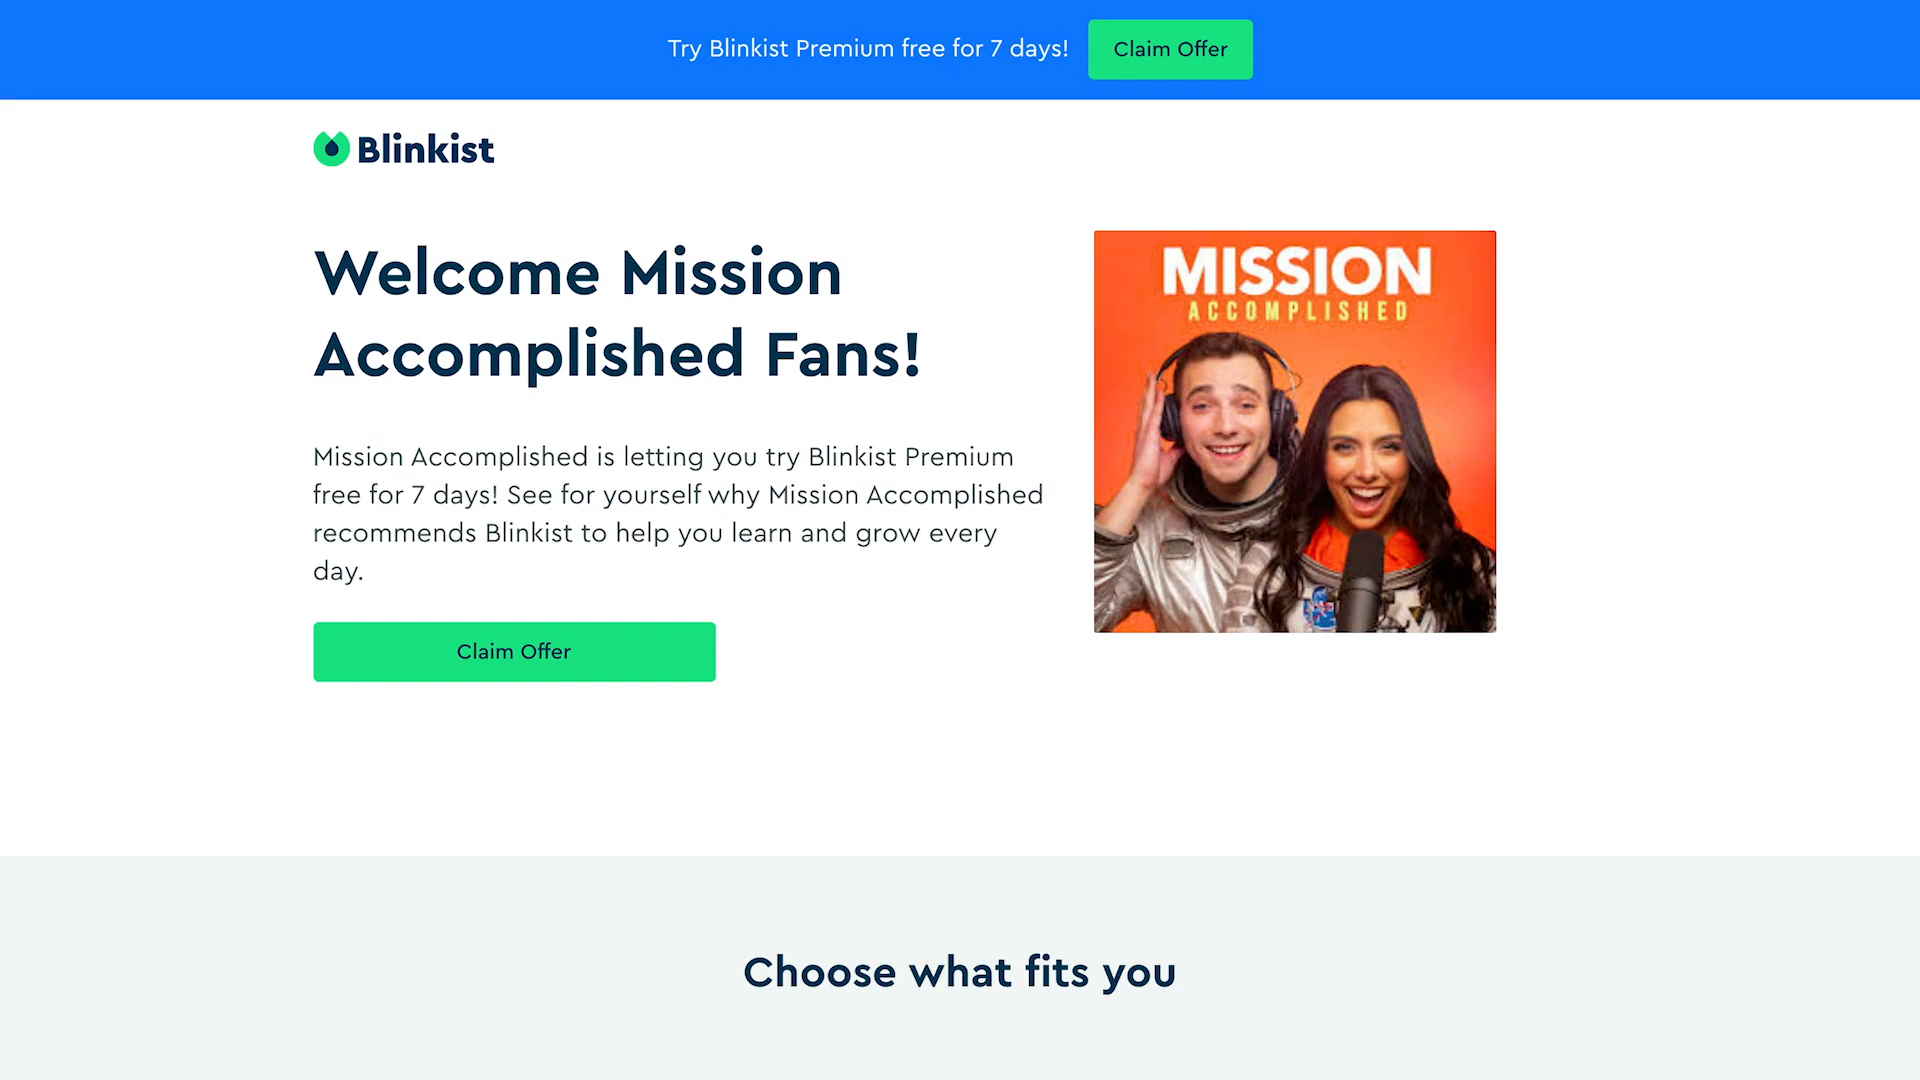 Try Blinkist Premium free for 7 days!
Claim Offer
Blinkist
Welcome Mission
Accomplished Fans!
Mission Accomplished is letting you try Blinkist Premium
free for 7 days! See for yourself why Mission Accomplished
recommends Blinkist to help you learn and grow every
day.
Claim Offer
MISSION
ACCOMPLISHED
Choose what fits you